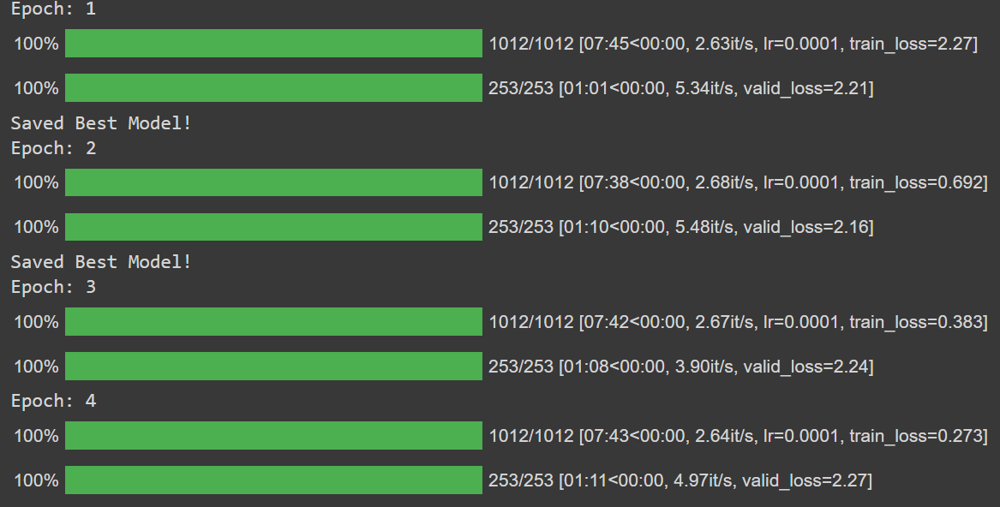 Epoch: 1
100% 1012/1012 [07:45<00:00, 2.63it/s, lr=0.0001, train_loss=2.27]
100% 253/253 [01:01<00:00, 5.34it/s, valid_loss=2.21]
Saved Best Model!
Epoch: 2
100% 1012/1012 [07:38<00:00, 2.68it/s, lr=0.0001, train_loss=0.692]
100% 253/253 [01:10<00:00, 5.48it/s, valid_loss=2.16]
Saved Best Model!
Epoch: 3
100% 1012/1012 [07:42<00:00, 2.67it/s, lr=0.0001, train_loss=0.383]
100% 253/253 [01:08<00:00, 3.90it/s, valid_loss=2.24]
Epoch: 4
100% 1012/1012 [07:43<00:00, 2.64it/s, lr=0.0001, train_loss=0.273]
100% 253/253 [01:11<00:00, 4.97it/s, valid_loss=2.27]